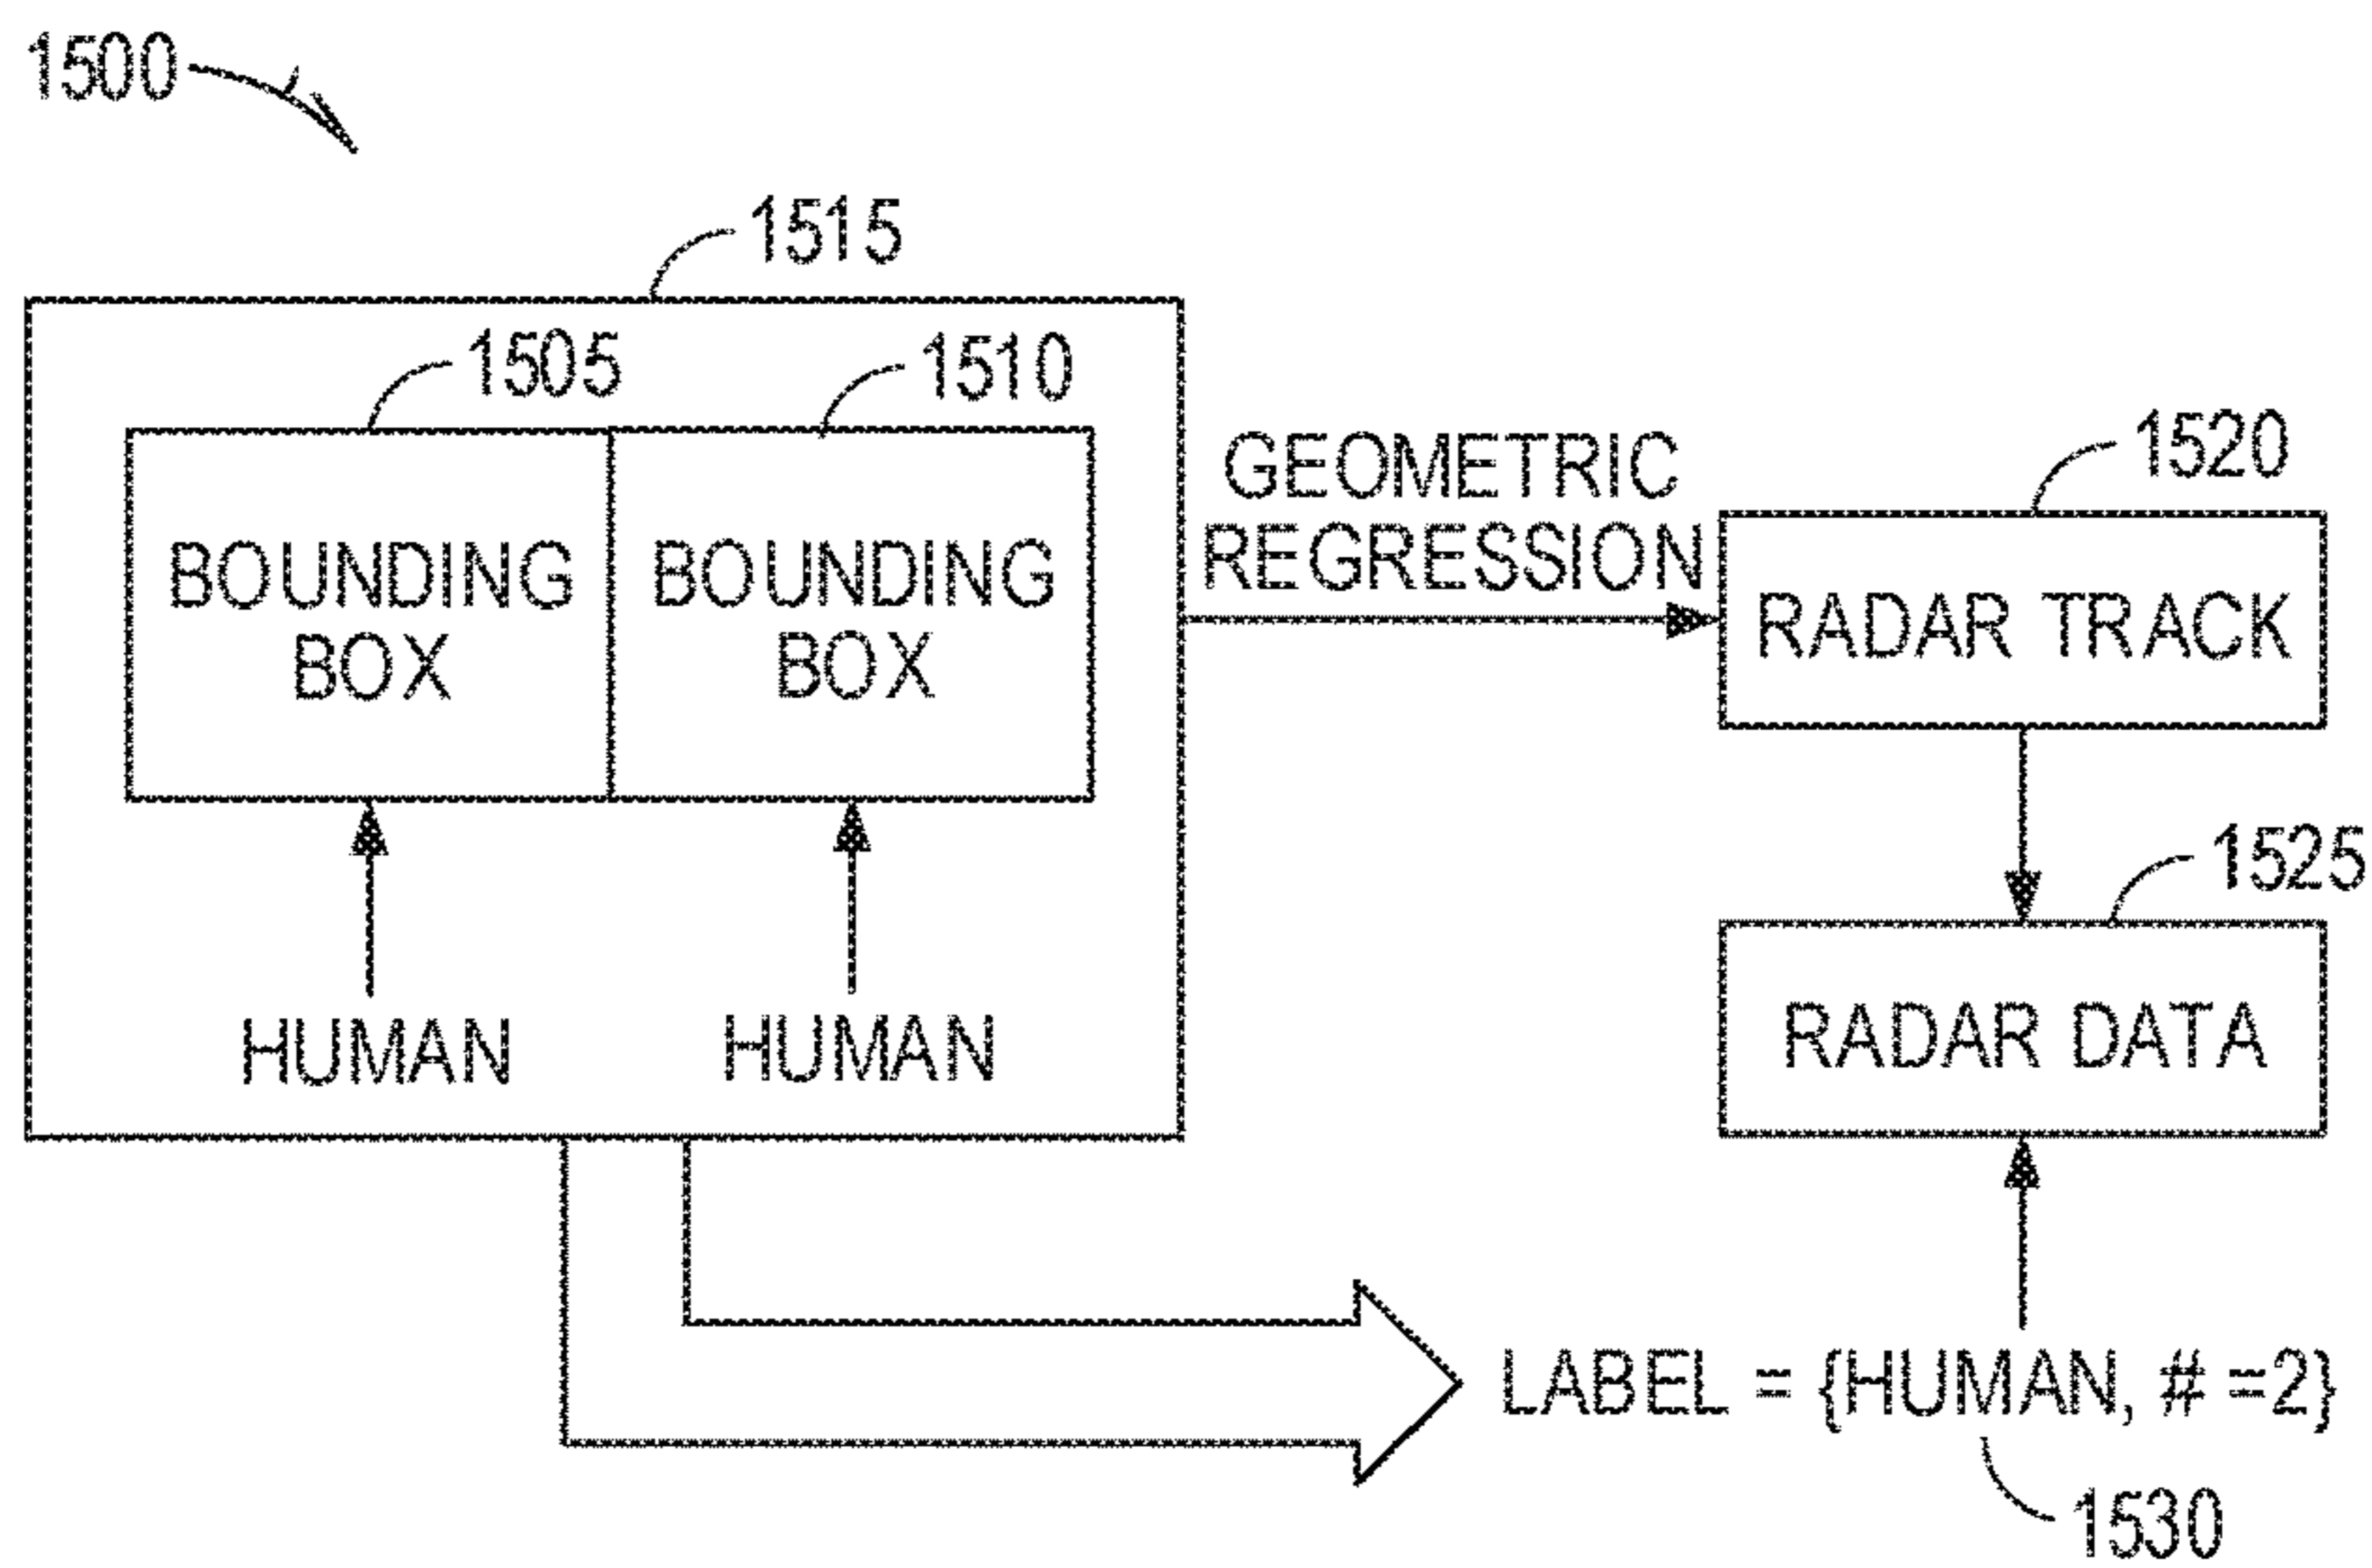 1500
1515
1505
1510
GEOMETRIC
REGRESSION
1520
BOUNDING
BOX
BOUNDING
BOX
RADAR TRACK
1525
HUMAN
HUMAN
RADAR DATA
LABEL = {HUMAN, # =2}
1530